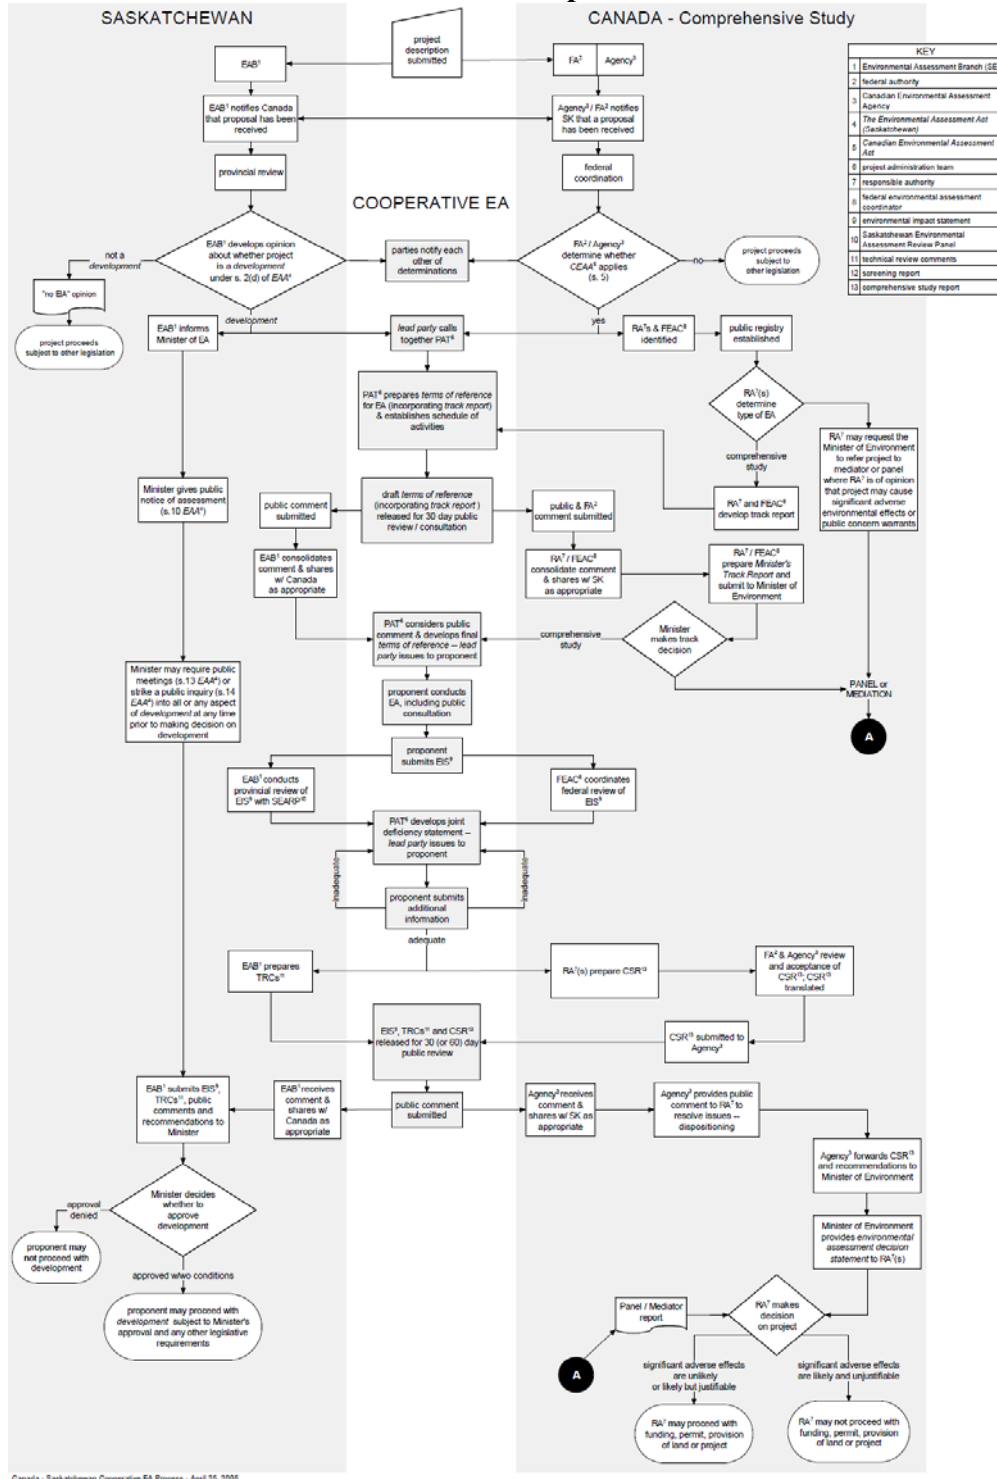 SASKATCHEWAN
CANADA - Comprehensive Study
project
description
submitted
EAB¹
FA²
Agency³
KEY
1 Environmental Assessment Branch (SE
2 federal authority
3 Canadian Environmental Assessment
Agency
4 The Environmental Assessment Act
(Saskatchewan)
5 Canadian Environmental Assessment
Act
6 project administration team
7 responsible authority
8 federal environmental assessment
coordinator
9 environmental impact statement
10 Saskatchewan Environmental
Assessment Review Panel
11 technical review comments
12 screening report
13 comprehensive study report
EAB¹ notifies Canada
that proposal has been
received
Agency³ / FA² notifies
SK that a proposal
has been received
provincial review
federal
coordination
COOPERATIVE EA
EAB¹ develops opinion
about whether project
is a development
under s. 2(d) of EAA⁴
parties notify each
other of
determinations
FA² / Agency³
determine whether
CEAA⁵ applies
(s. 5)
no
project proceeds
subject to
other legislation
not a
development
"no EIA" opinion
project proceeds
subject to other legislation
development
yes
EAB¹ informs
Minister of EA
lead party calls
together PAT⁶
RA⁷s & FEAC⁸
identified
public registry
established
PAT⁶ prepares terms of reference
for EA (incorporating track report)
& establishes schedule of
activities
RA⁷(s)
determine
type of EA
comprehensive
study
RA⁷ may request the
Minister of Environment
to refer project to
mediator or panel
where RA⁷ is of opinion
that project may cause
significant adverse
environmental effects or
public concern warrants
Minister gives public
notice of assessment
(s.10 EAA⁴)
public comment
submitted
draft terms of reference
(incorporating track report )
released for 30 day public
review / consultation
public & FA²
comment submitted
RA⁷ and FEAC⁸
develop track report
EAB¹ consolidates
comment & shares
w/ Canada
as appropriate
RA⁷ / FEAC⁸
consolidate comment
& shares w/ SK
as appropriate
RA⁷ / FEAC⁸
prepare Minister's
Track Report and
submit to Minister of
Environment
PAT⁶ considers public
comment & develops final
terms of reference -- lead
party issues to proponent
comprehensive
study
Minister
makes track
decision
PANEL or
MEDIATION
A
Minister may require public
meetings (s.13 EAA⁴) or
strike a public inquiry (s.14
EAA⁴) into all or any aspect
of development at any time
prior to making decision on
development
proponent conducts
EA, including public
consultation
proponent
submits EIS⁹
EAB¹ conducts
provincial review of
EIS⁹ with SEARP¹⁰
FEAC⁸ coordinates
federal review of
EIS⁹
PAT⁶ develops joint
deficiency statement --
lead party issues to
proponent
inadequate
inadequate
proponent submits
additional
information
adequate
EAB¹ prepares
TRCs¹¹
RA⁷(s) prepare CSR¹³
FA² & Agency³ review
and acceptance of
CSR¹³; CSR¹³
translated
EIS⁹, TRCs¹¹ and CSR¹³
released for 30 (or 60) day
public review
CSR¹³ submitted to
Agency³
EAB¹ submits EIS⁹,
TRCs¹¹, public
comments and
recommendations to
Minister
EAB¹ receives
comment &
shares w/
Canada as
appropriate
public comment
submitted
Agency³ receives
comment &
shares w/ SK as
appropriate
Agency³ provides public
comment to RA⁷ to
resolve issues --
dispositioning
Agency³ forwards CSR¹³
and recommendations to
Minister of Environment
Minister decides
whether to
approve
development
approval
denied
proponent may
not proceed with
development
Minister of Environment
provides environmental
assessment decision
statement to RA⁷(s)
approved w/wo conditions
proponent may proceed with
development subject to Minister's
approval and any other legislative
requirements
Panel / Mediator
report
RA⁷ makes
decision
on project
A
significant adverse effects
are unlikely
or likely but justifiable
significant adverse effects
are likely and unjustifiable
RA⁷ may proceed with
funding, permit, provision
of land or project
RA⁷ may not proceed with
funding, permit, provision
of land or project
Canada - Saskatchewan Cooperative EA Process - April 25, 2005